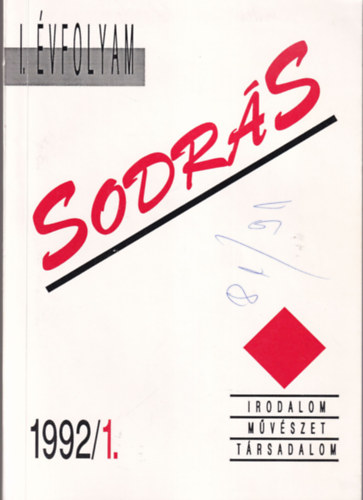 I. ÉVFOLYAM
SODRÁS
1992/1.
IRODALOM
MŰVÉSZET
TÁRSADALOM